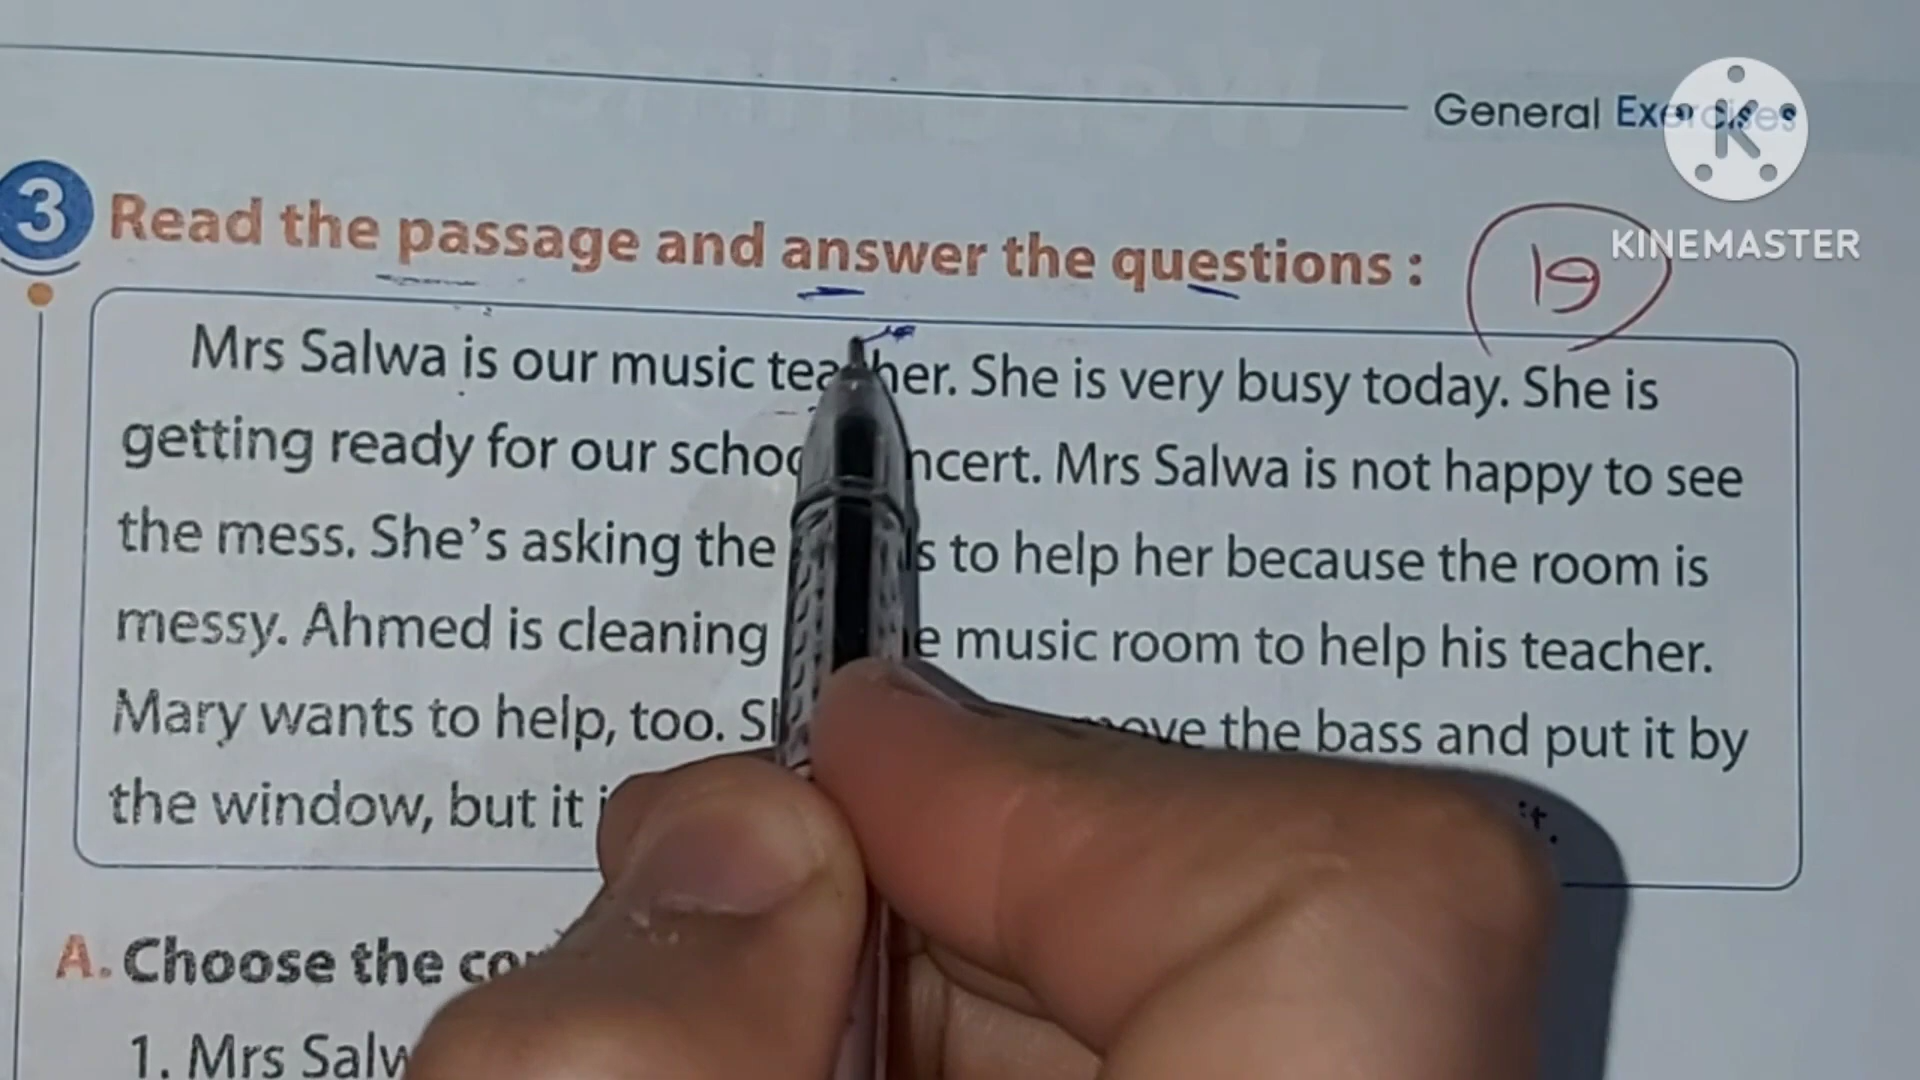 General Exercises
KINEMASTER
3 Read the passage and answer the questions :
19
Mrs Salwa is our music teacher. She is very busy today. She is
getting ready for our school concert. Mrs Salwa is not happy to see
the mess. She's asking the to help her because the room is
messy. Ahmed is cleaning music room to help his teacher.
Mary wants to help, too. move the bass and put it by
the window, but it it.
A. Choose the
1. Mrs